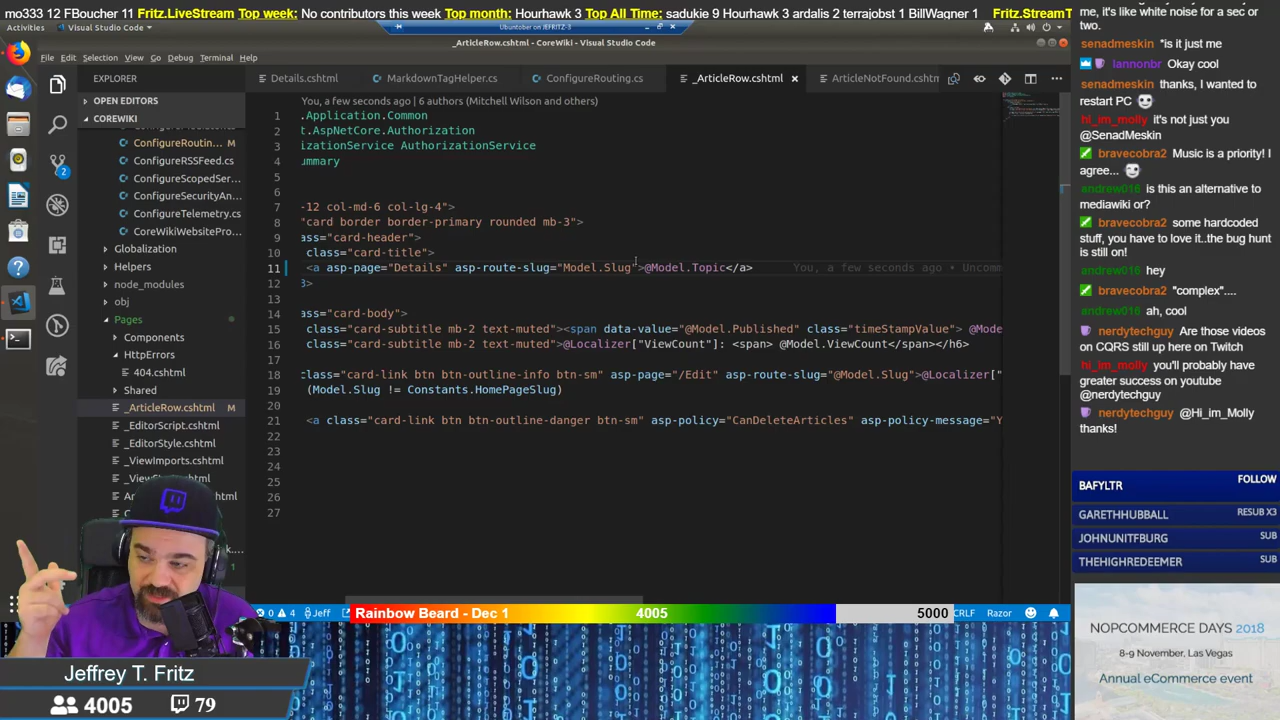 mo333 12 FBoucher 11 Fritz.LiveStream Top week: No contributors this week Top month: Hourhawk 3 Top All Time: sadukie 9 Hourhawk 3 ardalis 2 terrajobst 1 BillWagner 1 Fritz.StreamT
Activities Visual Studio Code
Ubuntober on JEFRITZ-3
_ArticleRow.cshtml - CoreWiki - Visual Studio Code
File Edit Selection View Go Debug Terminal Help
EXPLORER
Details.cshtml MarkdownTagHelper.cs ConfigureRouting.cs _ArticleRow.cshtml ArticleNotFound.cshtm
OPEN EDITORS
COREWIKI
ConfigureRoutin... M
ConfigureRSSFeed.cs
ConfigureScopedSer...
ConfigureSecurityAn...
ConfigureTelemetry.cs
CoreWikiWebsitePro...
Globalization
Helpers
node_modules
obj
Pages
Components
HttpErrors
404.cshtml
Shared
_ArticleRow.cshtml M
_EditorScript.cshtml
_EditorStyle.cshtml
_ViewImports.cshtml
You, a few seconds ago | 6 authors (Mitchell Wilson and others)
1 .Application.Common
2 t.AspNetCore.Authorization
3 izationService AuthorizationService
4 ummary
5
6
7 -12 col-md-6 col-lg-4">
8 "card border border-primary rounded mb-3">
9 ass="card-header">
10 class="card-title">
11 <a asp-page="Details" asp-route-slug="Model.Slug">@Model.Topic</a> You, a few seconds ago • Uncomm
12 3>
13
14 ass="card-body">
15 class="card-subtitle mb-2 text-muted"><span data-value="@Model.Published" class="timeStampValue"> @Mode
16 class="card-subtitle mb-2 text-muted">@Localizer["ViewCount"]: <span> @Model.ViewCount</span></h6>
17
18 class="card-link btn btn-outline-info btn-sm" asp-page="/Edit" asp-route-slug="@Model.Slug">@Localizer["
19 (Model.Slug != Constants.HomePageSlug)
20
21 <a class="card-link btn btn-outline-danger btn-sm" asp-policy="CanDeleteArticles" asp-policy-message="Y
22
23
24
25
26
27
0 4 Jeff
CRLF Razor
Rainbow Beard - Dec 1 4005 5000
Jeffrey T. Fritz
4005 79
me, it's like white noise for a sec or
two.
senadmeskin *is it just me
lannonbr Okay cool
senadmeskin thanks, I wanted to
restart PC
hi_im_molly it's not just you
@SenadMeskin
bravecobra2 Music is a priority! I
agree...
andrew016 is this an alternative to
mediawiki or?
bravecobra2 some hardcoded
stuff, you have to love it..the bug hunt
is still on!
andrew016 hey
bravecobra2 "complex"....
andrew016 ah, cool
nerdytechguy Are those videos
on CQRS still up here on Twitch
hi_im_molly you'll probably have
greater success on youtube
@nerdytechguy
nerdytechguy @Hi_im_Molly
thanks!
BAFYLTR FOLLOW
GARETHHUBBALL RESUB X3
JOHNUNITFBURG SUB
THEHIGHREDEEMER SUB
NOPCOMMERCE DAYS 2018
8-9 November, Las Vegas
Annual eCommerce event